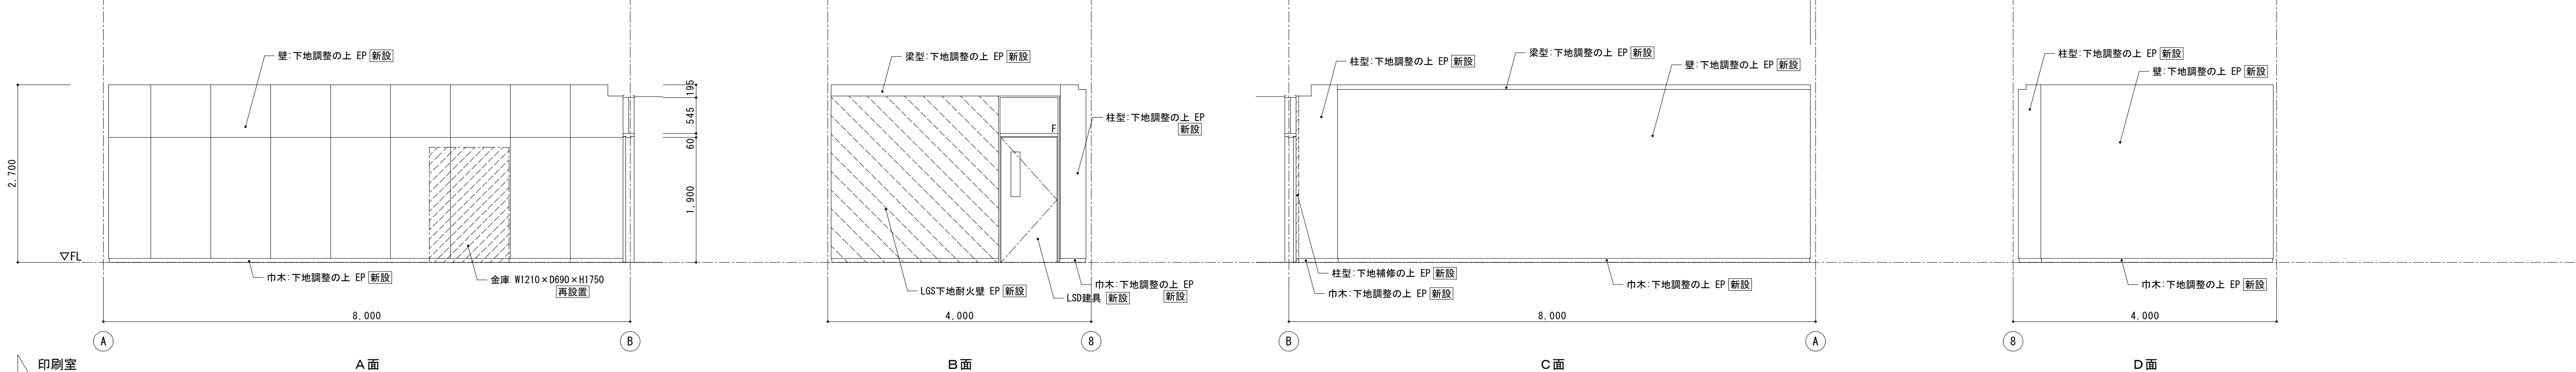 壁:下地調整の上 EP 新設
2,700
▽FL
巾木:下地調整の上 EP 新設
金庫 W1210×D690×H1750
再設置
195
545
60
1,900
8,000
A
B
印刷室
A面
梁型:下地調整の上 EP 新設
F
柱型:下地調整の上 EP
新設
LGS下地耐火壁 EP 新設
LSD建具 新設
巾木:下地調整の上 EP
新設
4,000
8
B面
柱型:下地調整の上 EP 新設
梁型:下地調整の上 EP 新設
壁:下地調整の上 EP 新設
柱型:下地補修の上 EP 新設
巾木:下地調整の上 EP 新設
巾木:下地調整の上 EP 新設
8,000
B
A
C面
柱型:下地調整の上 EP 新設
壁:下地調整の上 EP 新設
巾木:下地調整の上 EP 新設
4,000
8
D面